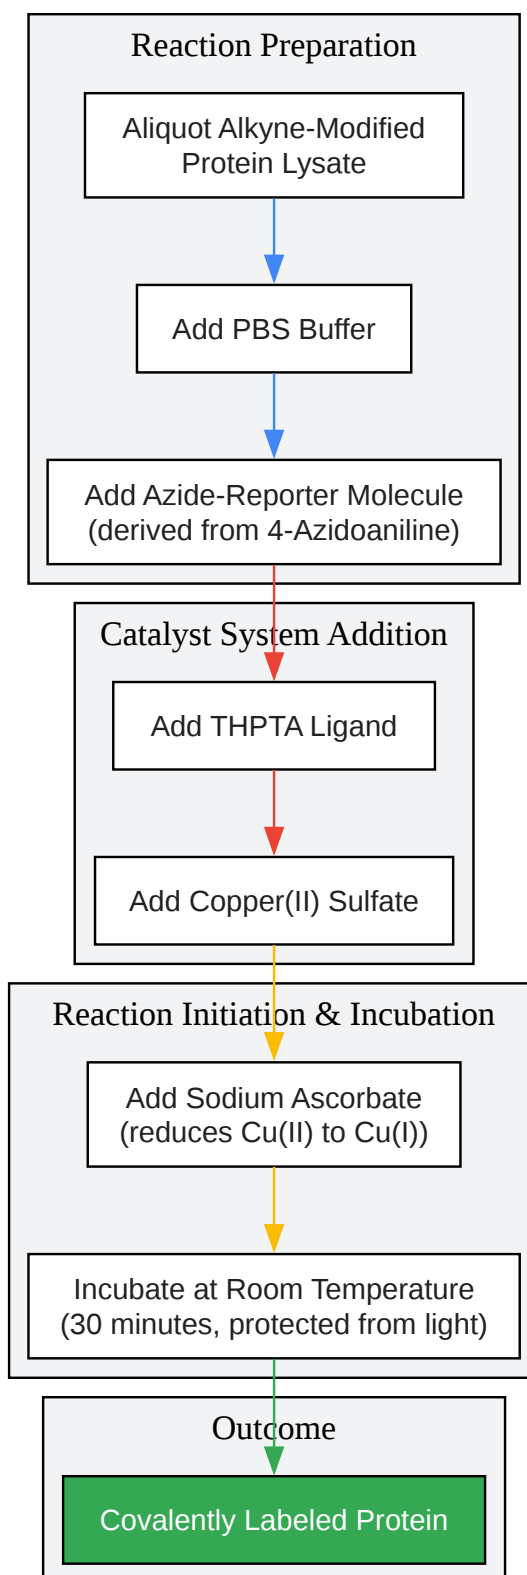 Reaction Preparation
Aliquot Alkyne-Modified
Protein Lysate
Add PBS Buffer
Add Azide-Reporter Molecule
(derived from 4-Azidoaniline)
Catalyst System Addition
Add THPTA Ligand
Add Copper(II) Sulfate
Reaction Initiation & Incubation
Add Sodium Ascorbate
(reduces Cu(II) to Cu(I))
Incubate at Room Temperature
(30 minutes, protected from light)
Outcome
Covalently Labeled Protein